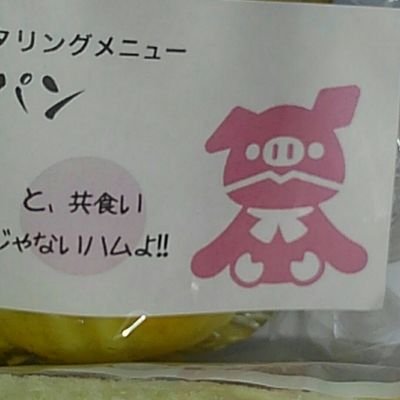 タリングメニュー
パン
と、共食い
じゃないハムよ!!